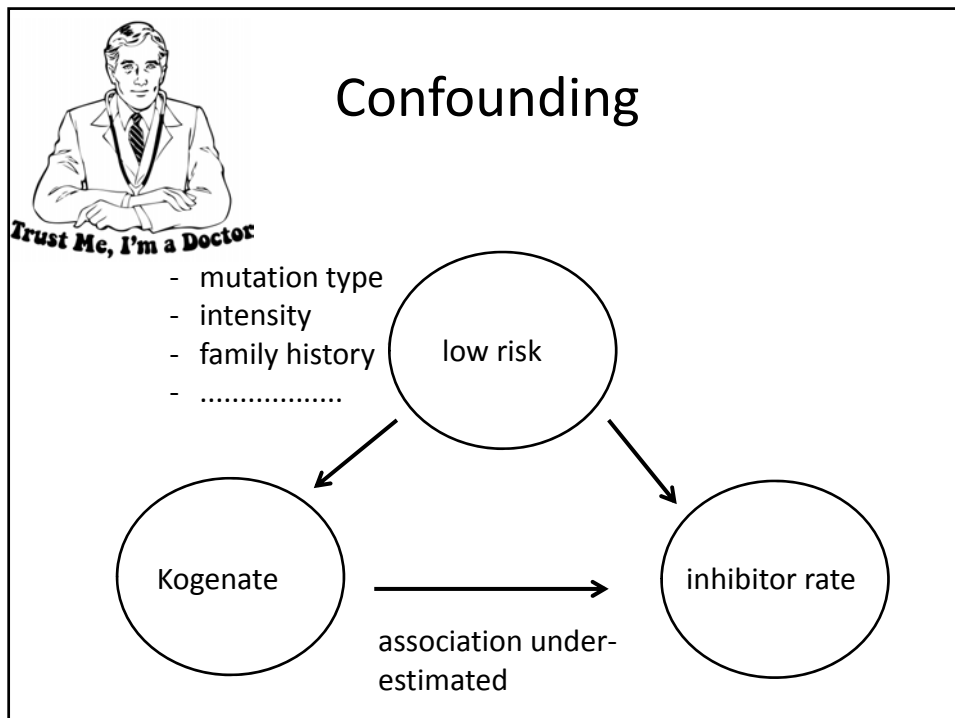 Confounding
Trust Me, I'm a Doctor
- mutation type
- intensity
- family history
- ..................
low risk
Kogenate
inhibitor rate
association under-
estimated